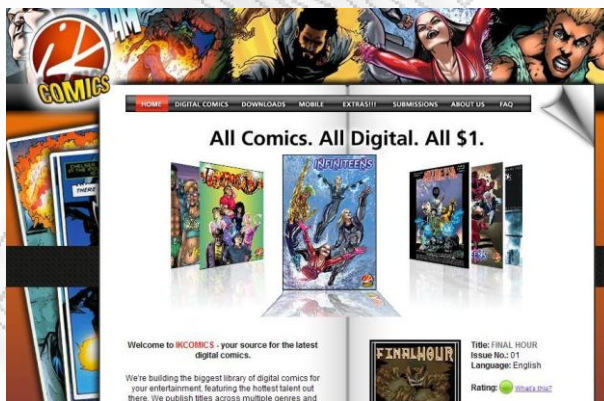 iK
COMICS
HOME DIGITAL COMICS DOWNLOADS MOBILE EXTRAS!!! SUBMISSIONS ABOUT US FAQ
All Comics. All Digital. All $1.
INFINITEENS
THERE
Welcome to IKCOMICS - your source for the latest
digital comics.
We're building the biggest library of digital comics for
your entertainment, featuring the hottest talent out
there. We publish titles across multiple genres and
FINAL HOUR
Title: FINAL HOUR
Issue No.: 01
Language: English
Rating: What's this?